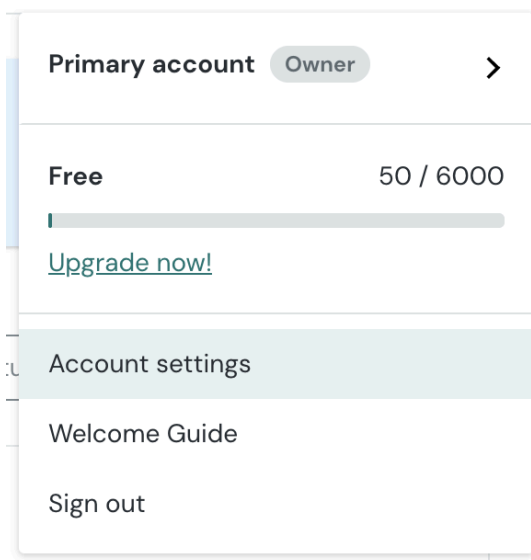 Primary account Owner
Free 50 / 6000
Upgrade now!
Account settings
Welcome Guide
Sign out